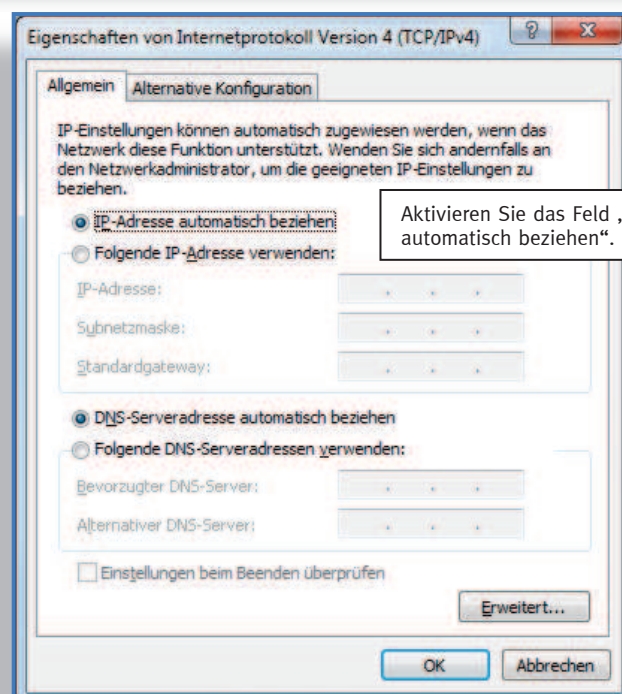 Eigenschaften von Internetprotokoll Version 4 (TCP/IPv4)
Allgemein
Alternative Konfiguration
IP-Einstellungen können automatisch zugewiesen werden, wenn das
Netzwerk diese Funktion unterstützt. Wenden Sie sich andernfalls an
den Netzwerkadministrator, um die geeigneten IP-Einstellungen zu
beziehen.
IP-Adresse automatisch beziehen
Aktivieren Sie das Feld „
automatisch beziehen“.
Folgende IP-Adresse verwenden:
IP-Adresse:
Subnetzmaske:
Standardgateway:
DNS-Serveradresse automatisch beziehen
Folgende DNS-Serveradressen verwenden:
Bevorzugter DNS-Server:
Alternativer DNS-Server:
Einstellungen beim Beenden überprüfen
Erweitert...
OK
Abbrechen